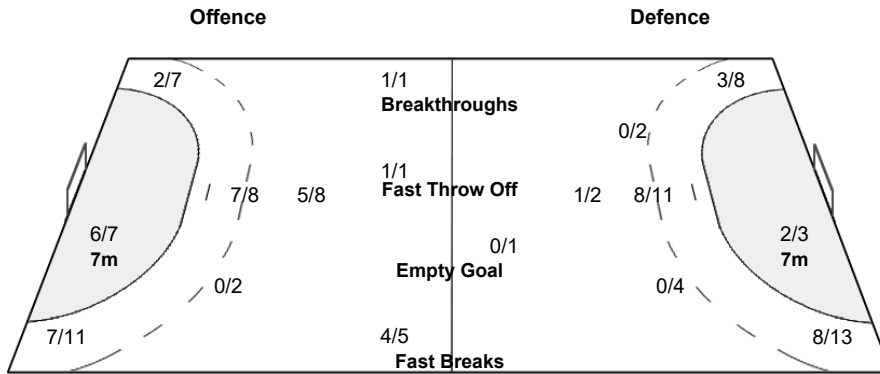 Offence Defence
2/7 1/1 3/8
Breakthroughs
0/2
1/1
Fast Throw Off
7/8 5/8 1/2 8/11
6/7 2/3
7m 7m
0/1
Empty Goal
0/2 0/4
7/11 4/5 8/13
Fast Breaks